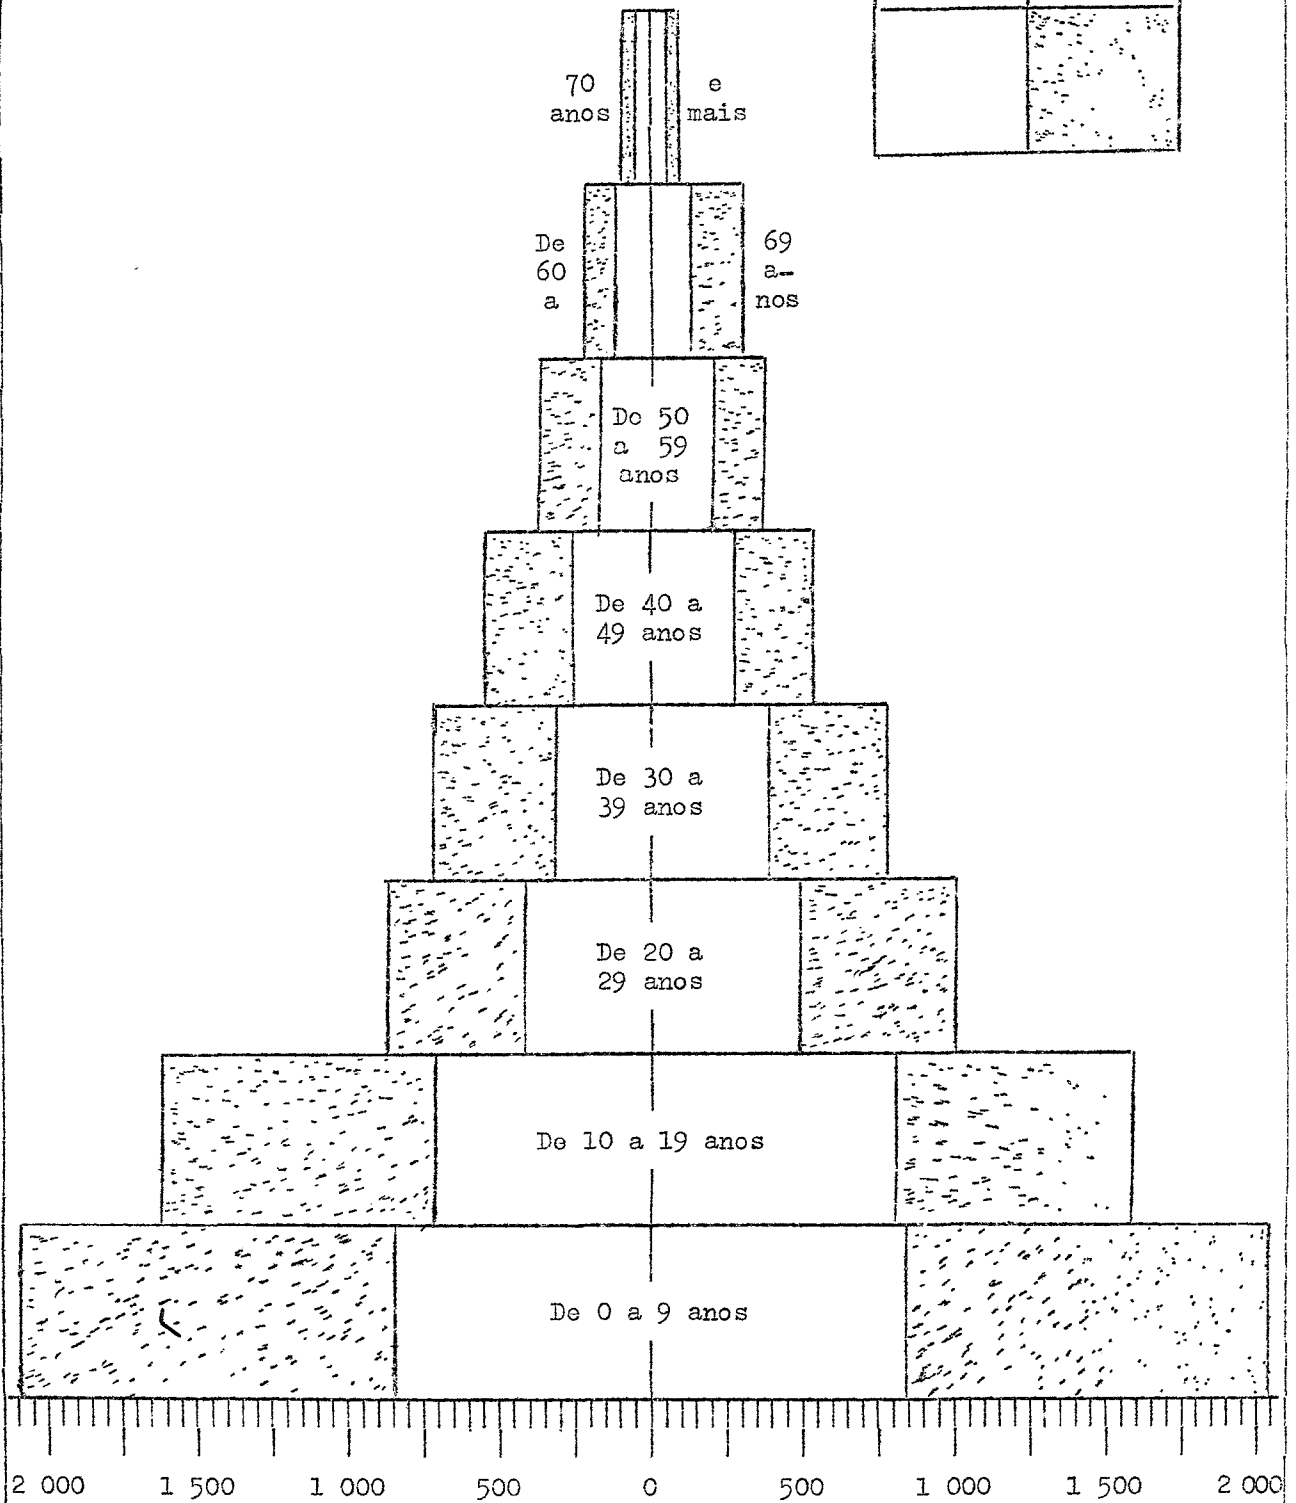 70 e
anos mais
De 69
60 a-
a nos
De 50
a 59
anos
De 40 a
49 anos
De 30 a
39 anos
De 20 a
29 anos
De 10 a 19 anos
De 0 a 9 anos
2 000 1 500 1 000 500 0 500 1 000 1 500 2 000